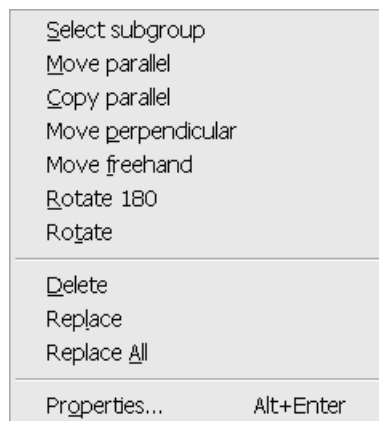 Select subgroup
Move parallel
Copy parallel
Move perpendicular
Move freehand
Rotate 180
Rotate
Delete
Replace
Replace All
Properties... Alt+Enter